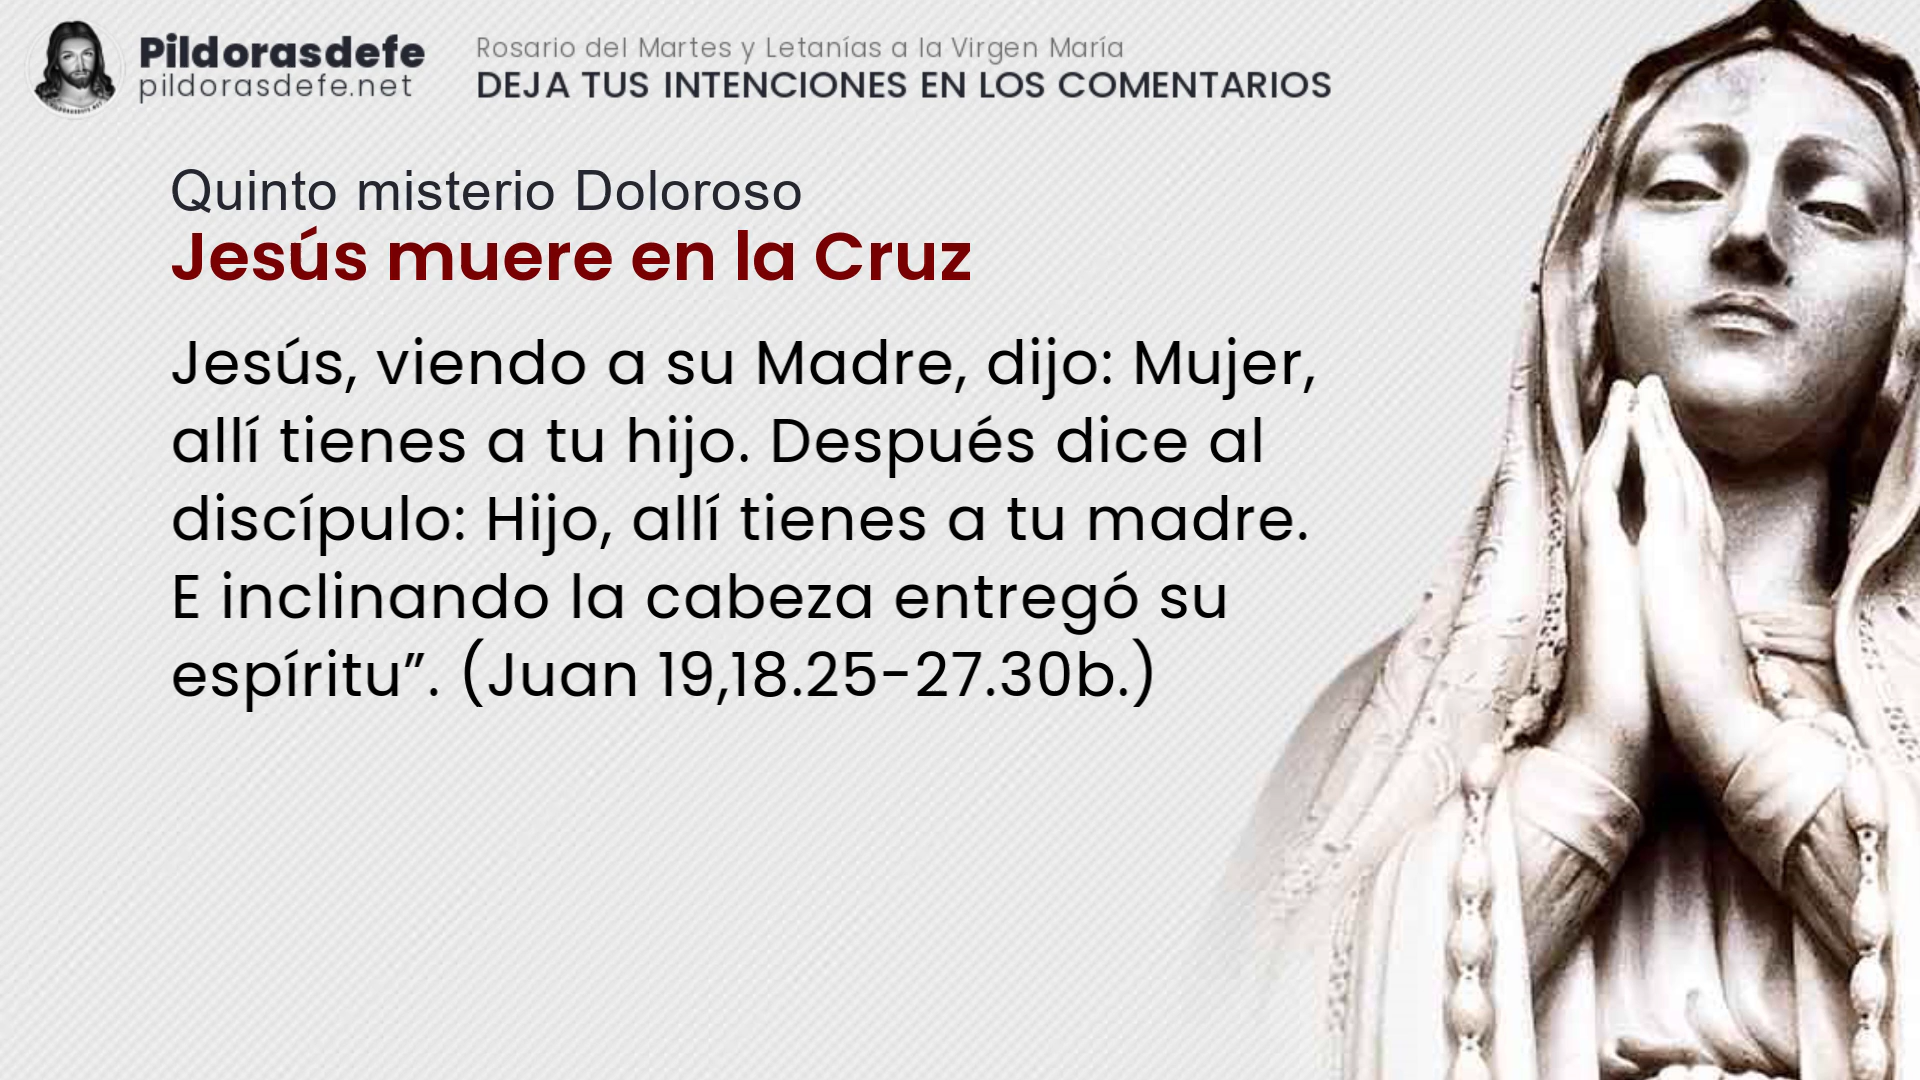 Pildorasdefe
pildorasdefe.net
Rosario del Martes y Letanías a la Virgen María
DEJA TUS INTENCIONES EN LOS COMENTARIOS
Quinto misterio Doloroso
Jesús muere en la Cruz
Jesús, viendo a su Madre, dijo: Mujer,
allí tienes a tu hijo. Después dice al
discípulo: Hijo, allí tienes a tu madre.
E inclinando la cabeza entregó su
espíritu”. (Juan 19,18.25-27.30b.)